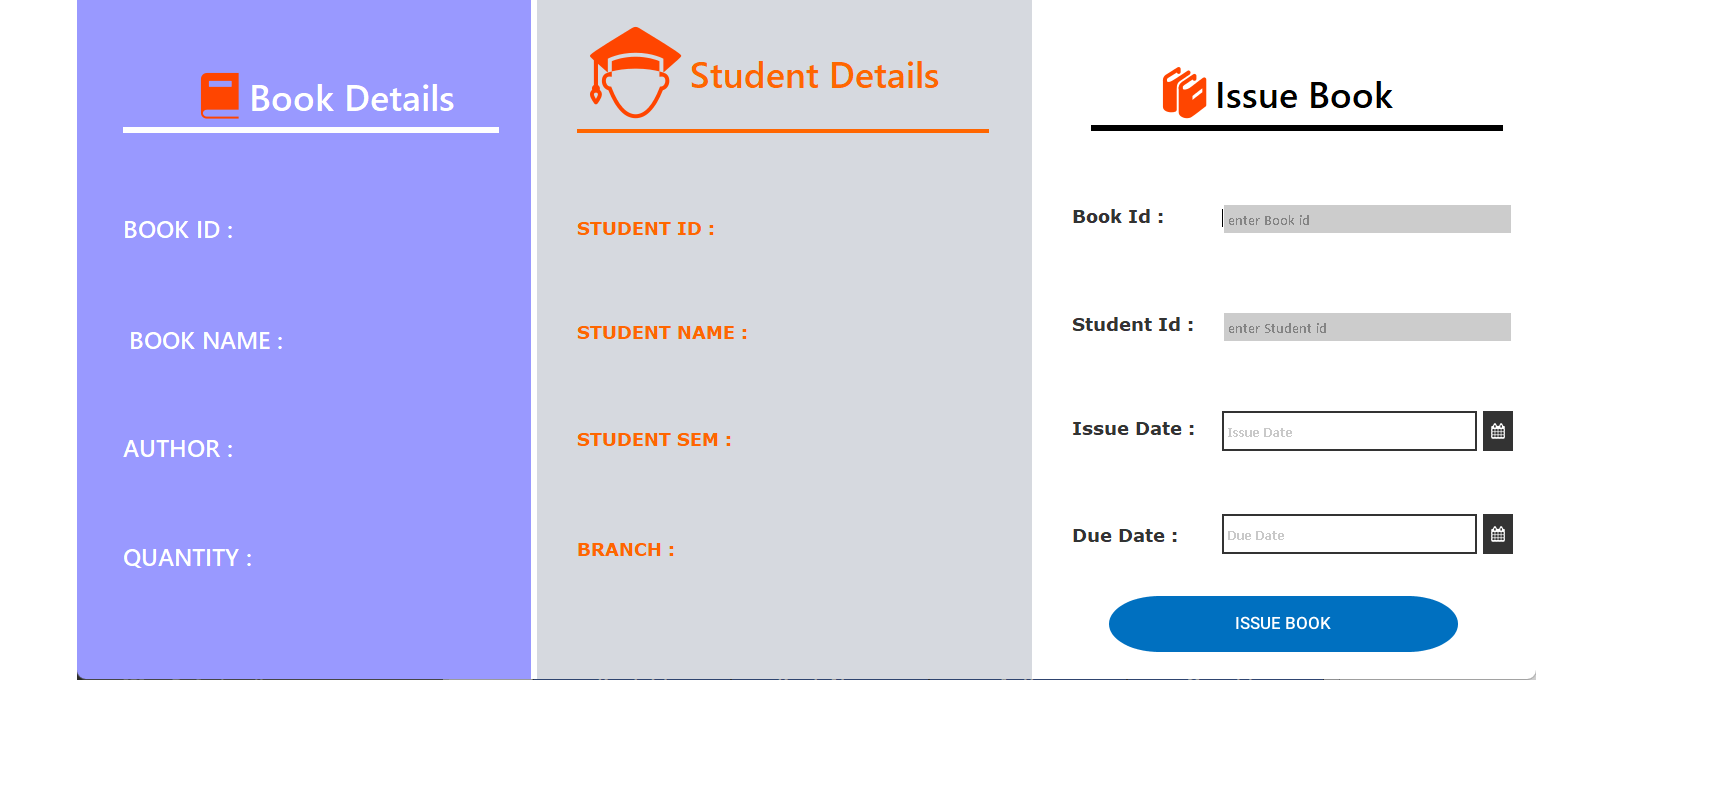 Book Details
BOOK ID :
BOOK NAME :
AUTHOR :
QUANTITY :
Student Details
STUDENT ID :
STUDENT NAME :
STUDENT SEM :
BRANCH :
Issue Book
Book Id :
enter Book id
Student Id :
enter Student id
Issue Date :
Issue Date
Due Date :
Due Date
ISSUE BOOK